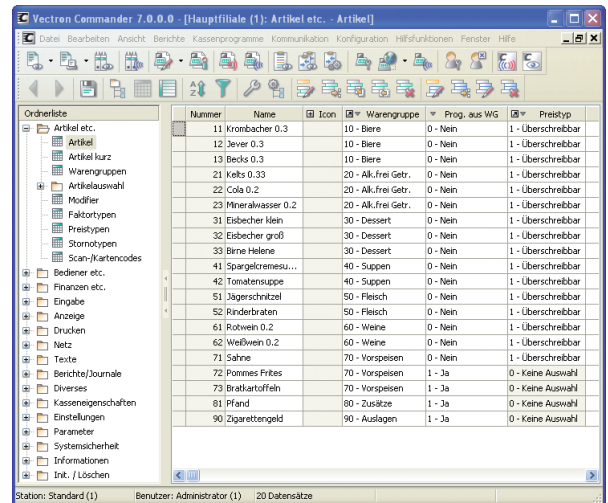 Vectron Commander 7.0.0.0 - [Hauptfiliale (1): Artikel etc. - Artikel]
Datei Bearbeiten Ansicht Berichte Kassenprogramme Kommunikation Konfiguration Hilfsfunktionen Fenster Hilfe
Ordnerliste
Artikel etc.
Artikel
Artikel kurz
Warengruppen
Artikelauswahl
Modifier
Faktortypen
Preistypen
Stornotypen
Scan-/Kartencodes
Bediener etc.
Finanzen etc.
Eingabe
Anzeige
Drucken
Netz
Texte
Berichte/Journale
Diverses
Kasseneigenschaften
Einstellungen
Parameter
Systemsicherheit
Informationen
Init. / Löschen
Nummer Name Icon Warengruppe Prog. aus WG Preistyp
11 Krombacher 0.3 10 - Biere 0 - Nein 1 - Überschreibbar
12 Jever 0.3 10 - Biere 0 - Nein 1 - Überschreibbar
13 Becks 0.3 10 - Biere 0 - Nein 1 - Überschreibbar
21 Kelts 0.33 20 - Alk.frei Getr. 0 - Nein 1 - Überschreibbar
22 Cola 0.2 20 - Alk.frei Getr. 0 - Nein 1 - Überschreibbar
23 Mineralwasser 0.2 20 - Alk.frei Getr. 0 - Nein 1 - Überschreibbar
31 Eisbecher klein 30 - Dessert 0 - Nein 1 - Überschreibbar
32 Eisbecher groß 30 - Dessert 0 - Nein 1 - Überschreibbar
33 Birne Helene 30 - Dessert 0 - Nein 1 - Überschreibbar
41 Spargelcremesu... 40 - Suppen 0 - Nein 1 - Überschreibbar
42 Tomatensuppe 40 - Suppen 0 - Nein 1 - Überschreibbar
51 Jägerschnitzel 50 - Fleisch 0 - Nein 1 - Überschreibbar
52 Rinderbraten 50 - Fleisch 0 - Nein 1 - Überschreibbar
61 Rotwein 0.2 60 - Weine 0 - Nein 1 - Überschreibbar
62 Weißwein 0.2 60 - Weine 0 - Nein 1 - Überschreibbar
71 Sahne 70 - Vorspeisen 0 - Nein 1 - Überschreibbar
72 Pommes Frites 70 - Vorspeisen 1 - Ja 0 - Keine Auswahl
73 Bratkartoffeln 70 - Vorspeisen 1 - Ja 0 - Keine Auswahl
81 Pfand 80 - Zusätze 1 - Ja 0 - Keine Auswahl
90 Zigarettengeld 90 - Auslagen 1 - Ja 0 - Keine Auswahl
Station: Standard (1) Benutzer: Administrator (1) 20 Datensätze